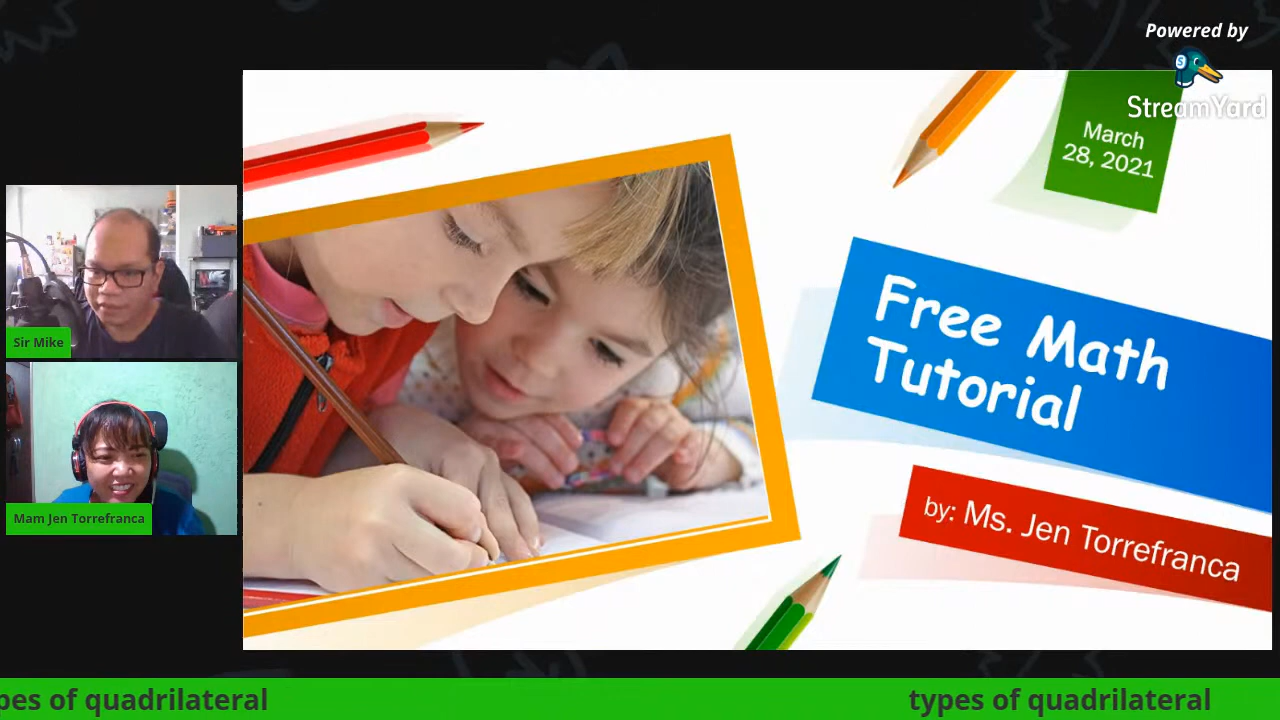 Powered by
StreamYard
March
28, 2021
Free Math
Tutorial
by: Ms. Jen Torrefranca
Sir Mike
Mam Jen Torrefranca
pes of quadrilateral
types of quadrilateral